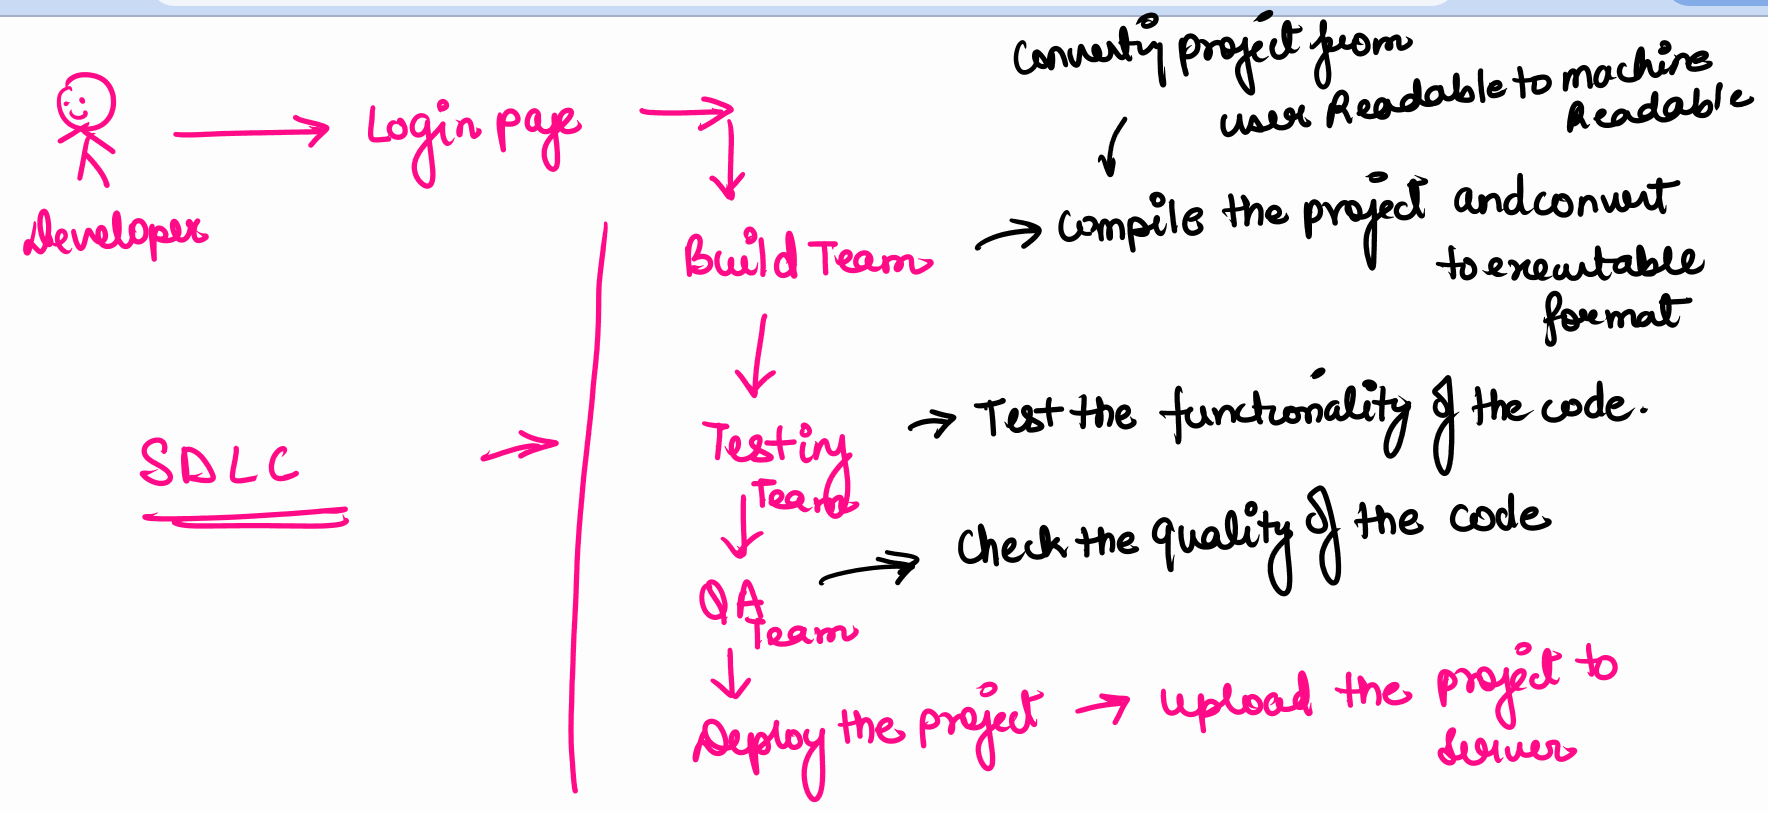 Converting project from
user Readable to machine
Readable
Login page
Developer
Build Team
Compile the project and convert
to executable
format
SDLC
Testing
Team
Test the functionality of the code.
QA
Team
Check the quality of the code
Deploy the project
upload the project to
server